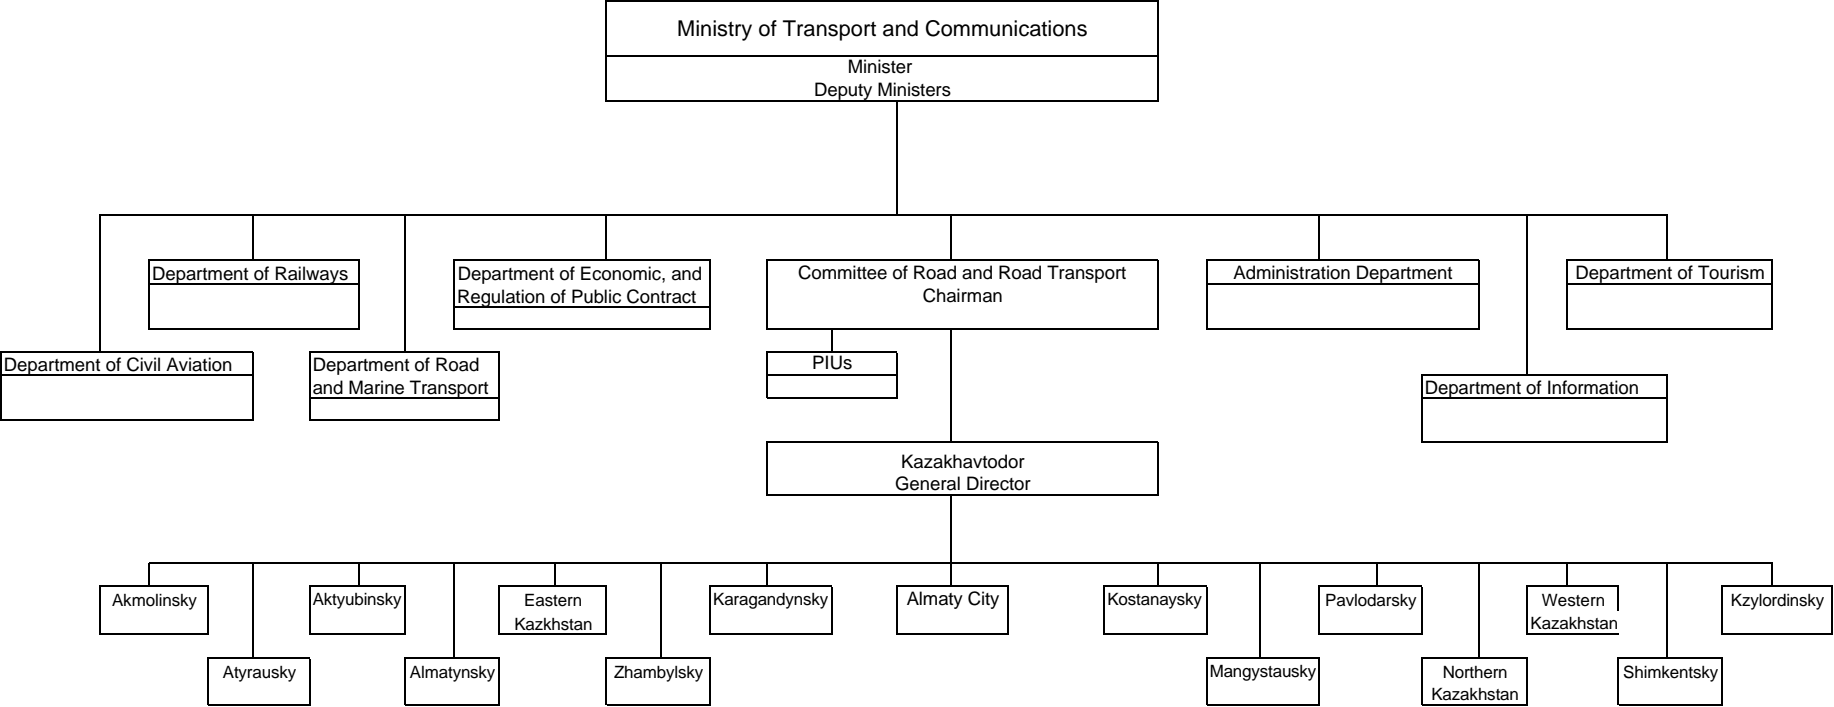 Ministry of Transport and Communications
Minister
Deputy Ministers
Department of Railways
Department of Economic, and
Regulation of Public Contract
Committee of Road and Road Transport
Chairman
Administration Department
Department of Tourism
Department of Civil Aviation
Department of Road
and Marine Transport
PIUs
Department of Information
Kazakhavtodor
General Director
Akmolinsky
Aktyubinsky
Eastern
Kazkhstan
Karagandynsky
Almaty City
Kostanaysky
Pavlodarsky
Western
Kazakhstan
Kzylordinsky
Atyrausky
Almatynsky
Zhambylsky
Mangystausky
Northern
Kazakhstan
Shimkentsky